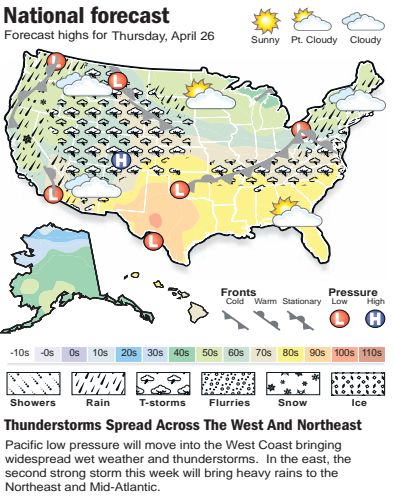 National forecast
Forecast highs for Thursday, April 26
Sunny Pt. Cloudy Cloudy
L
L
H
L
L
L
L
Fronts
Cold Warm Stationary
Pressure
Low High
L H
-10s -0s 0s 10s 20s 30s 40s 50s 60s 70s 80s 90s 100s 110s
Showers Rain T-storms Flurries Snow Ice
Thunderstorms Spread Across The West And Northeast
Pacific low pressure will move into the West Coast bringing
widespread wet weather and thunderstorms. In the east, the
second strong storm this week will bring heavy rains to the
Northeast and Mid-Atlantic.